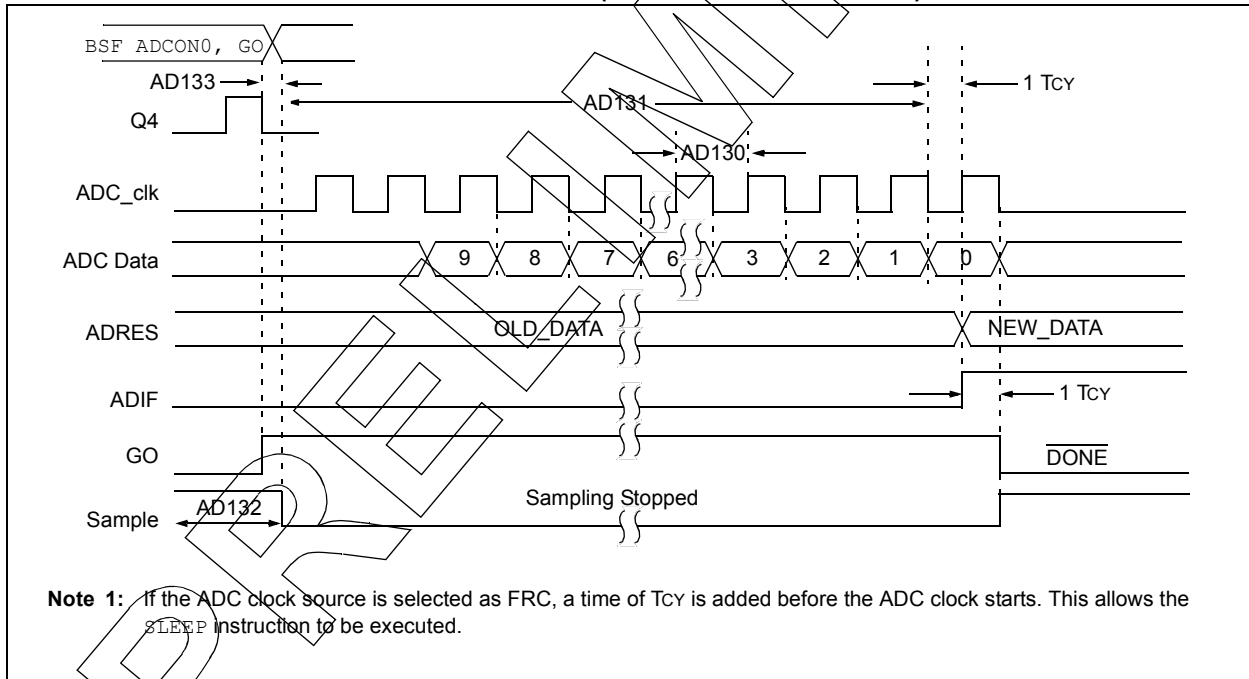 BSF ADCON0, GO
AD133
1 TCY
AD131
Q4
AD130
ADC_clk
ADC Data 9 8 7 6 3 2 1 0
ADRES OLD_DATA NEW_DATA
ADIF 1 TCY
GO DONE
Sample AD132 Sampling Stopped
Note 1: If the ADC clock source is selected as FRC, a time of TCY is added before the ADC clock starts. This allows the
SLEEP instruction to be executed.